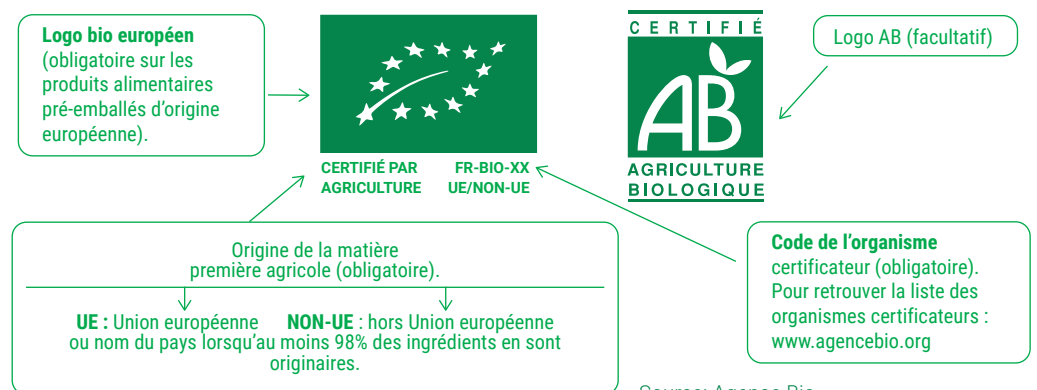 Logo bio européen
(obligatoire sur les
produits alimentaires
pré-emballés d'origine
européenne).
CERTIFIÉ PAR FR-BIO-XX
AGRICULTURE UE/NON-UE
CERTIFIÉ
AB
AGRICULTURE
BIOLOGIQUE
Logo AB (facultatif)
Origine de la matière
première agricole (obligatoire).
UE : Union européenne NON-UE : hors Union européenne
ou nom du pays lorsqu'au moins 98% des ingrédients en sont
originaires.
Code de l'organisme
certificateur (obligatoire).
Pour retrouver la liste des
organismes certificateurs :
www.agencebio.org
Source: Agence Bio